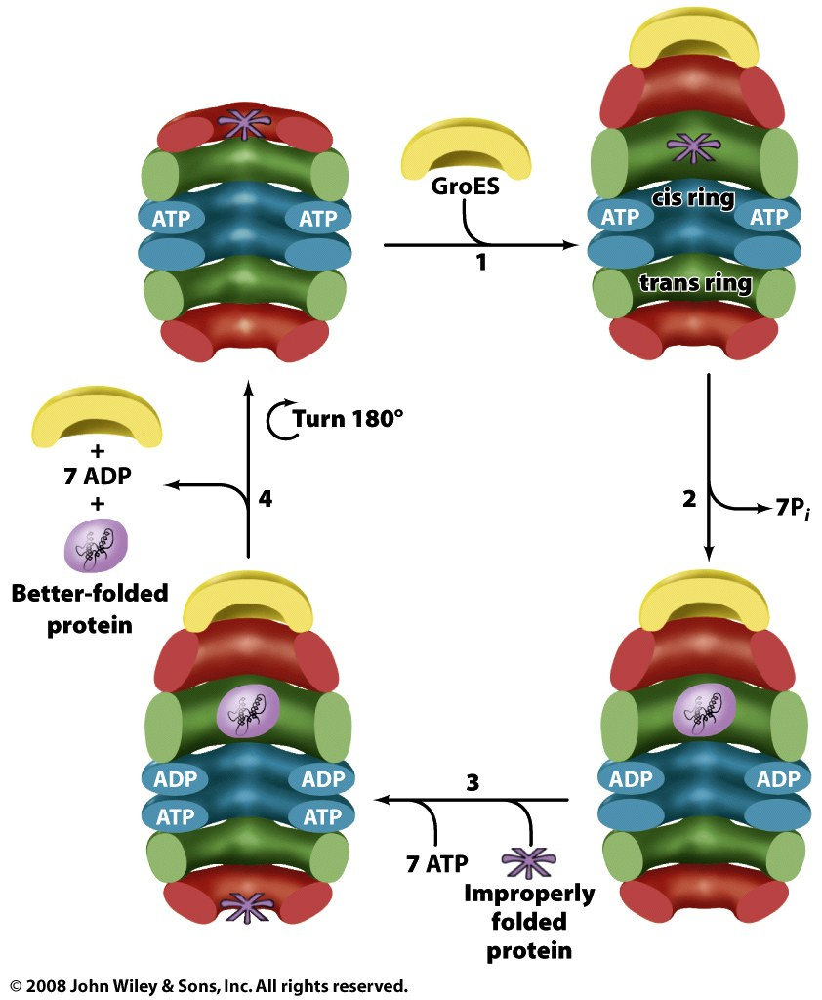 GroES
1
ATP
ATP
cis ring
ATP
ATP
trans ring
Turn 180°
+
7 ADP
+
4
Better-folded
protein
2
7Pi
ADP
ADP
ATP
ATP
3
7 ATP
Improperly
folded
protein
ADP
ADP
© 2008 John Wiley & Sons, Inc. All rights reserved.